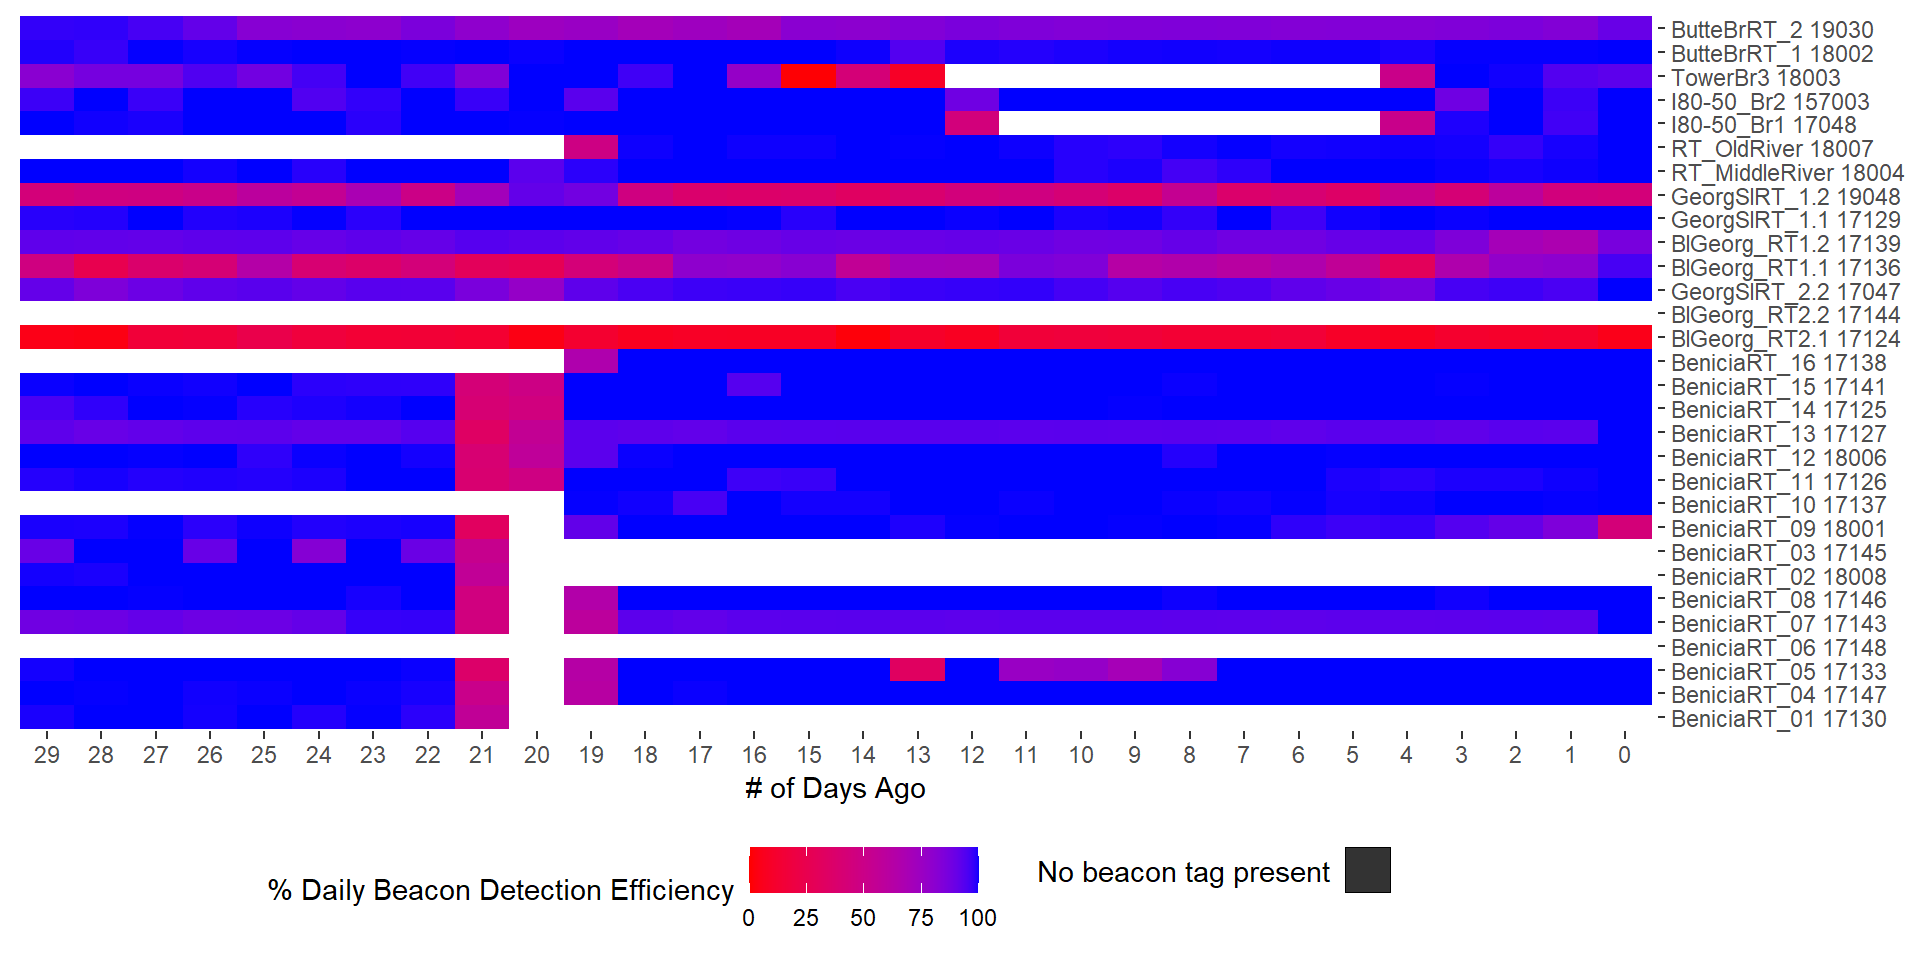 ButteBrRT_2 19030
ButteBrRT_1 18002
TowerBr3 18003
I80-50_Br2 157003
I80-50_Br1 17048
RT_OldRiver 18007
RT_MiddleRiver 18004
GeorgSlRT_1.2 19048
GeorgSlRT_1.1 17129
BlGeorg_RT1.2 17139
BlGeorg_RT1.1 17136
GeorgSlRT_2.2 17047
BlGeorg_RT2.2 17144
BlGeorg_RT2.1 17124
BeniciaRT_16 17138
BeniciaRT_15 17141
BeniciaRT_14 17125
BeniciaRT_13 17127
BeniciaRT_12 18006
BeniciaRT_11 17126
BeniciaRT_10 17137
BeniciaRT_09 18001
BeniciaRT_03 17145
BeniciaRT_02 18008
BeniciaRT_08 17146
BeniciaRT_07 17143
BeniciaRT_06 17148
BeniciaRT_05 17133
BeniciaRT_04 17147
BeniciaRT_01 17130
29 28 27 26 25 24 23 22 21 20 19 18 17 16 15 14 13 12 11 10 9 8 7 6 5 4 3 2 1 0
# of Days Ago
% Daily Beacon Detection Efficiency
0 25 50 75 100
No beacon tag present